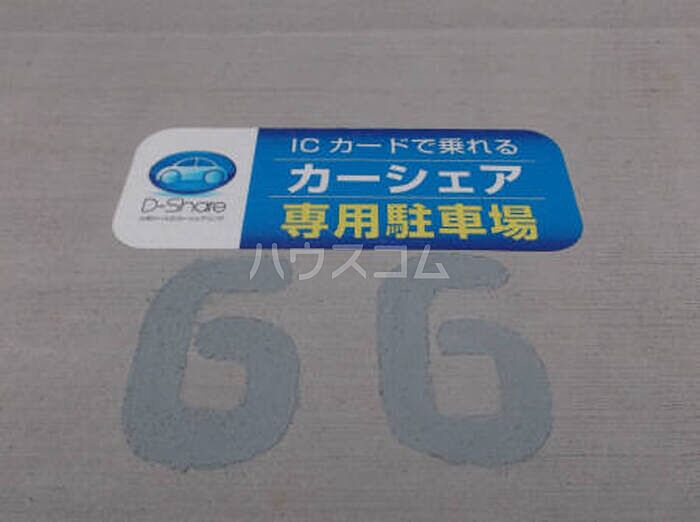 ICカードで乗れる
カーシェア
専用駐車場
D-Share
ハウスコム
66